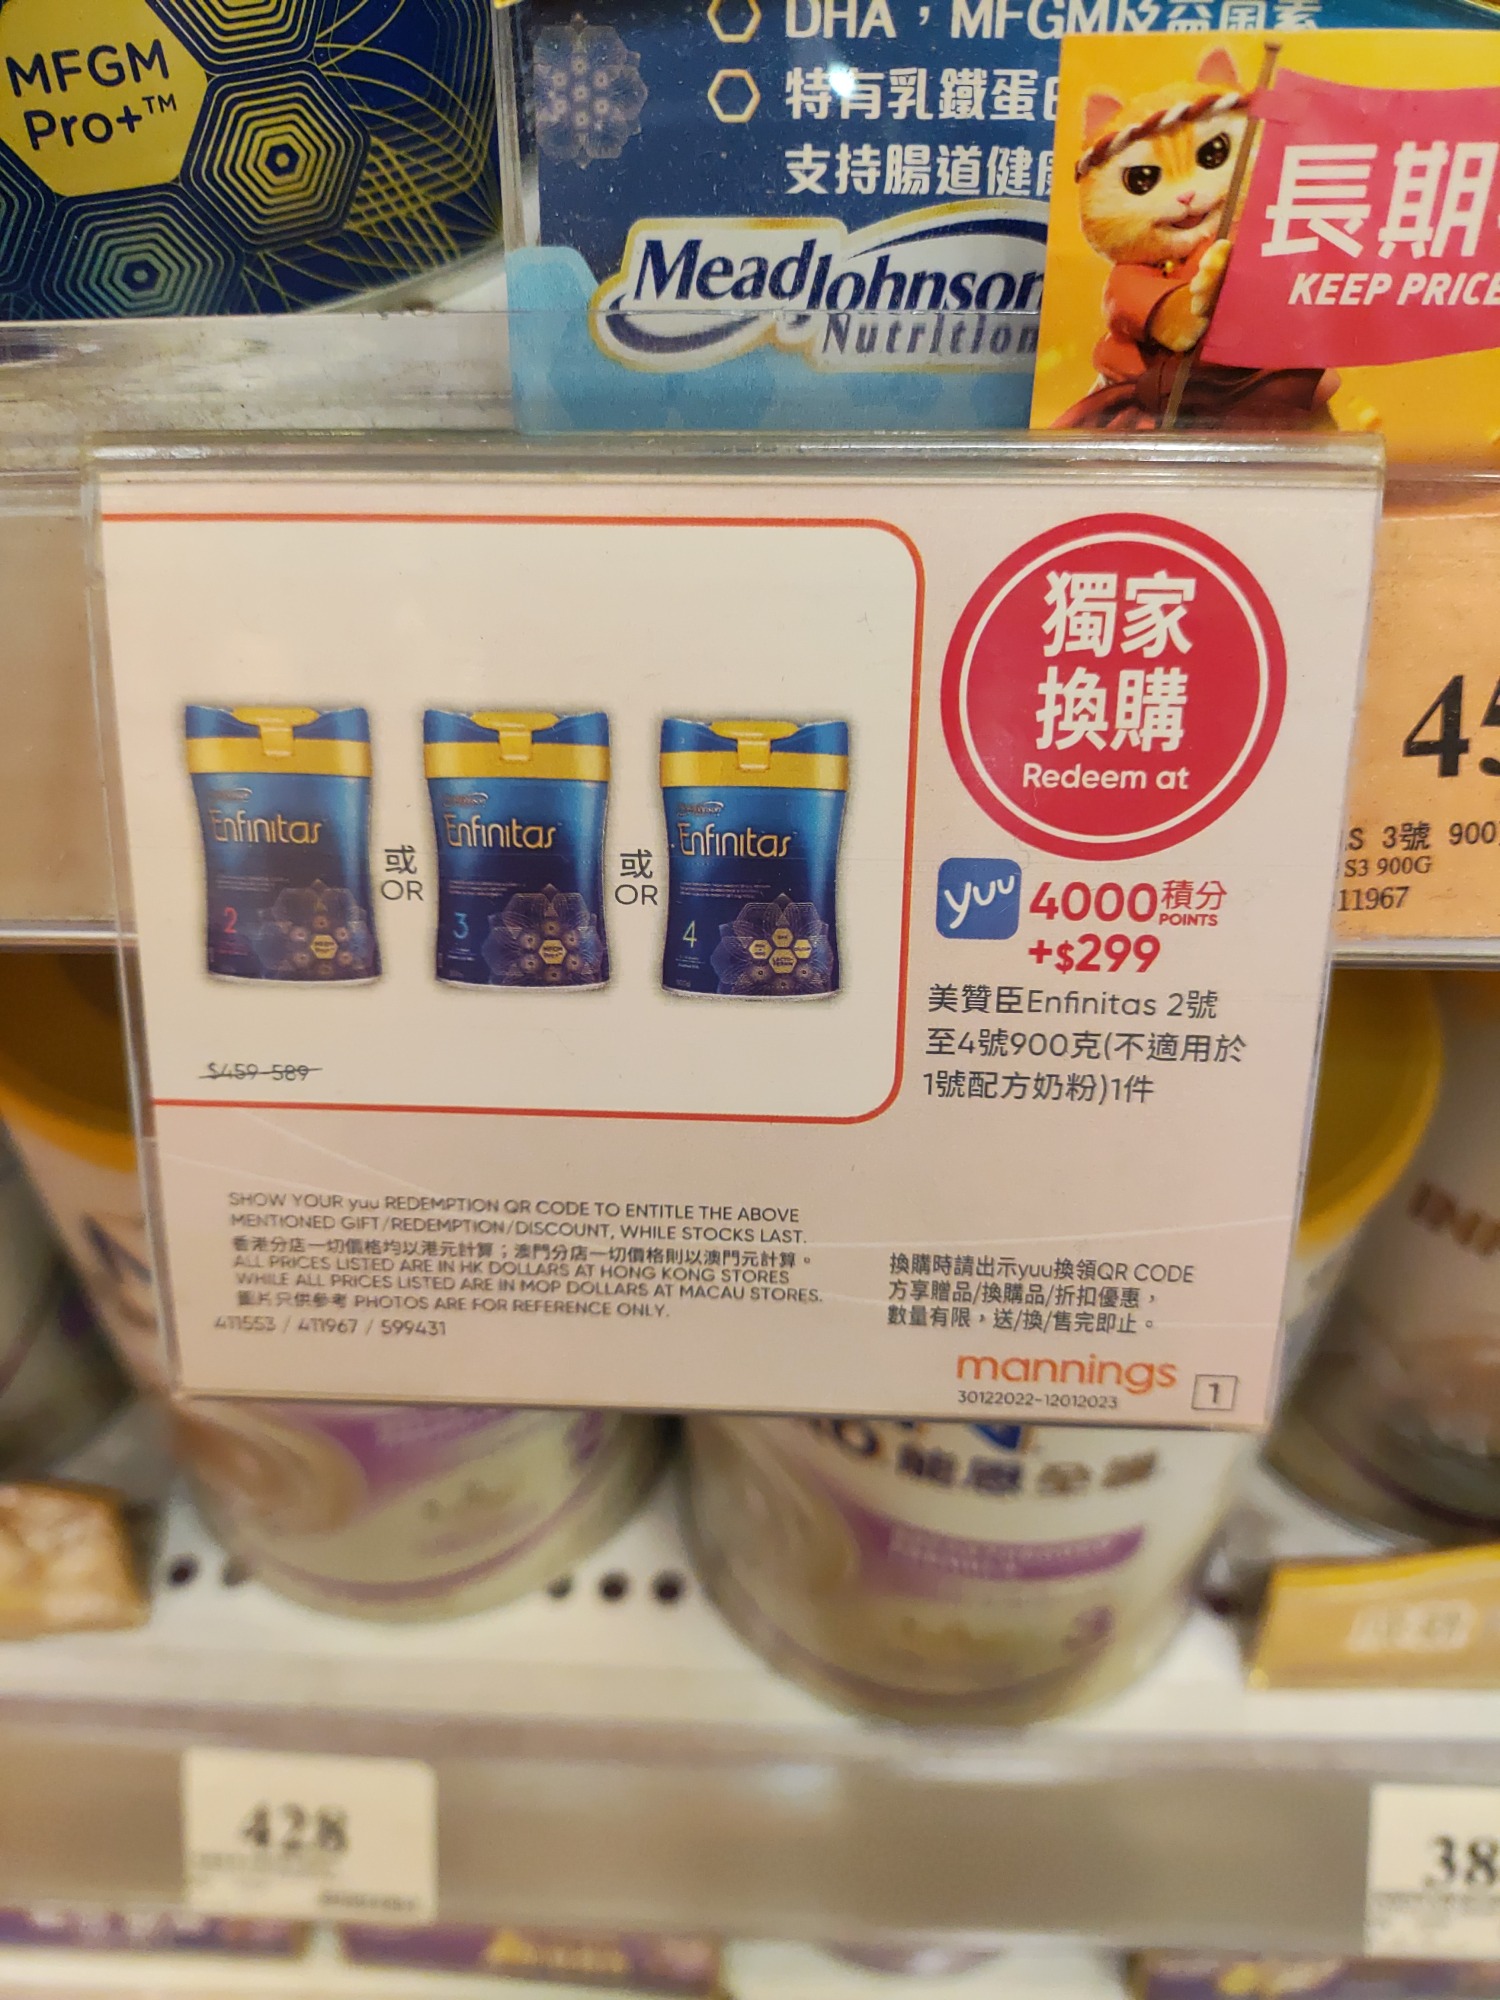 MFGM
Pro+™
DHA，MFGM及益菌素
特有乳鐵蛋
支持腸道健
MeadJohnson
Nutrition
長期
KEEP PRICE
獨家
換購
Redeem at
yuu
4000積分
POINTS
+$299
美贊臣Enfinitas 2號
至4號900克(不適用於
1號配方奶粉)1件
Enfinitas
2
或
OR
Enfinitas
3
或
OR
Enfinitas
4
$459-589
SHOW YOUR yuu REDEMPTION QR CODE TO ENTITLE THE ABOVE
MENTIONED GIFT/REDEMPTION/DISCOUNT, WHILE STOCKS LAST.
香港分店一切價格均以港元計算；澳門分店一切價格則以澳門元計算。
ALL PRICES LISTED ARE IN HK DOLLARS AT HONG KONG STORES
WHILE ALL PRICES LISTED ARE IN MOP DOLLARS AT MACAU STORES.
圖片只供參考 PHOTOS ARE FOR REFERENCE ONLY.
411553 / 411967 / 599431
換購時請出示yuu換領QR CODE
方享贈品/換購品/折扣優惠，
數量有限，送/換/售完即止。
mannings
30122022-12012023
1
45
S 3號 900
S3 900G
11967
3
428
38